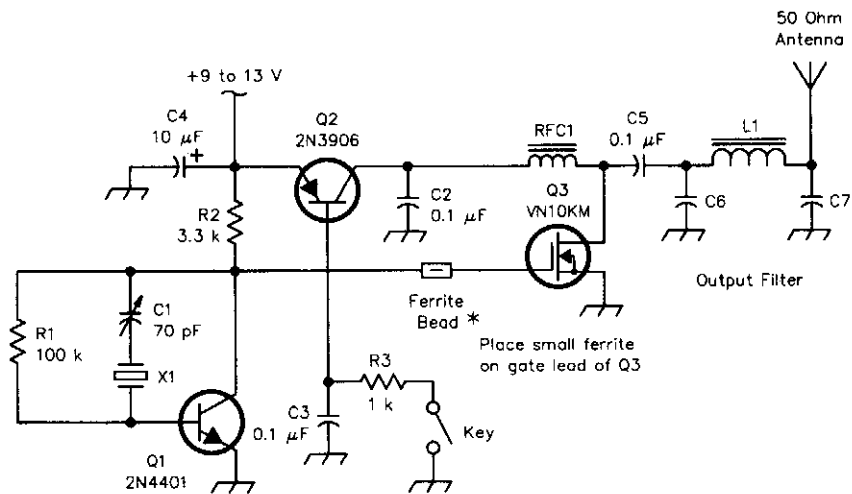 50 Ohm
Antenna
+9 to 13 V
C4
10 µF
+
Q2
2N3906
RFC1
C5
0.1 µF
L1
R2
3.3 k
C2
0.1 µF
Q3
VN10KM
C6
C7
Output Filter
C1
70 pF
Ferrite
Bead *
R1
100 k
Place small ferrite
on gate lead of Q3
X1
R3
1 k
C3
0.1 µF
Key
Q1
2N4401